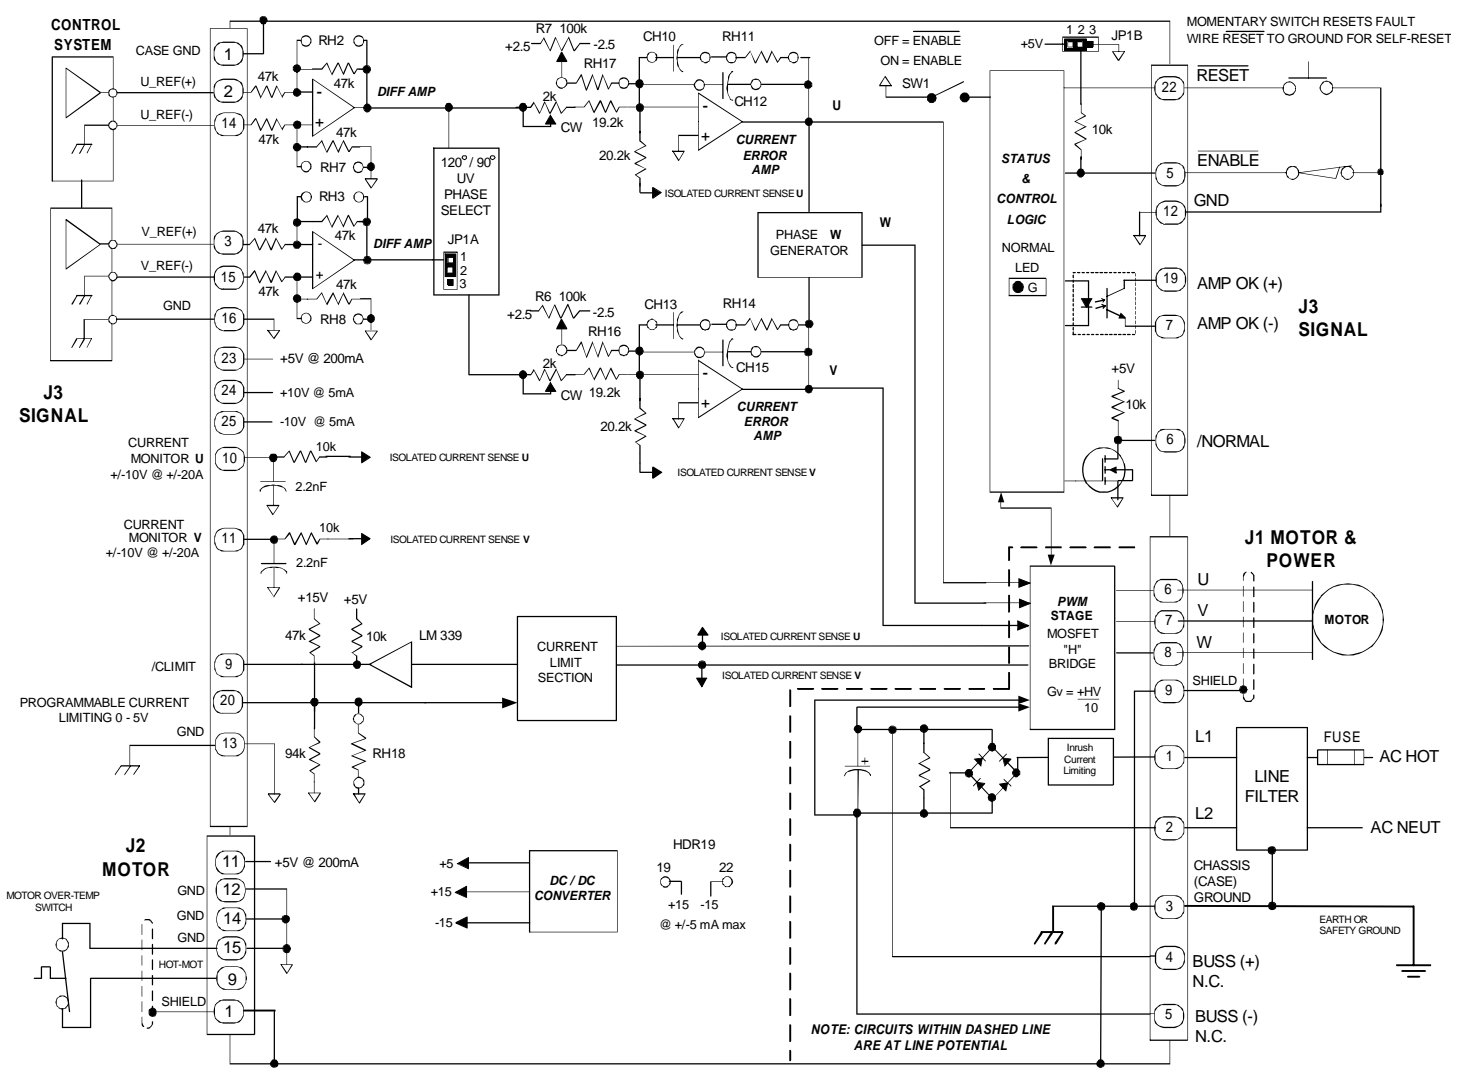 CONTROL
SYSTEM
CASE GND
1
U_REF(+)
2
U_REF(-)
14
47k
47k
RH2
47k
-
+
47k
RH7
DIFF AMP
V_REF(+)
3
V_REF(-)
15
GND
16
47k
47k
RH3
47k
-
+
47k
RH8
DIFF AMP
J3
SIGNAL
23
+5V @ 200mA
24
+10V @ 5mA
25
-10V @ 5mA
CURRENT
MONITOR U
+/-10V @ +/-20A
10
10k
2.2nF
ISOLATED CURRENT SENSE U
CURRENT
MONITOR V
+/-10V @ +/-20A
11
10k
2.2nF
ISOLATED CURRENT SENSE V
120° / 90°
UV
PHASE
SELECT
JP1A
1
2
3
R7 100k
+2.5
-2.5
RH17
2k
CW
19.2k
20.2k
CH10
RH11
CH12
-
+
U
CURRENT
ERROR
AMP
ISOLATED CURRENT SENSE U
PHASE W
GENERATOR
W
R6 100k
+2.5
-2.5
RH16
2k
CW
19.2k
20.2k
CH13
RH14
CH15
-
+
V
CURRENT
ERROR
AMP
ISOLATED CURRENT SENSE V
OFF = ENABLE
ON = ENABLE
SW1
+5V
1 2 3
JP1B
10k
STATUS
&
CONTROL
LOGIC
NORMAL
LED
G
MOMENTARY SWITCH RESETS FAULT
WIRE RESET TO GROUND FOR SELF-RESET
22
RESET
5
ENABLE
12
GND
19
AMP OK (+)
7
AMP OK (-)
J3
SIGNAL
+5V
10k
6
/NORMAL
+15V
+5V
47k
10k
LM 339
/CLIMIT
9
PROGRAMMABLE CURRENT
LIMITING 0 - 5V
20
GND
13
94k
RH18
CURRENT
LIMIT
SECTION
ISOLATED CURRENT SENSE U
ISOLATED CURRENT SENSE V
PWM
STAGE
MOSFET
"H"
BRIDGE
Gv = +HV
10
J1 MOTOR &
POWER
6
U
7
V
8
W
9
SHIELD
MOTOR
+
Inrush
Current
Limiting
1
L1
2
L2
LINE
FILTER
FUSE
AC HOT
AC NEUT
CHASSIS
(CASE)
GROUND
3
EARTH OR
SAFETY GROUND
4
BUSS (+)
N.C.
5
BUSS (-)
N.C.
J2
MOTOR
11
+5V @ 200mA
GND
12
GND
14
GND
15
HOT-MOT
9
SHIELD
1
MOTOR OVER-TEMP
SWITCH
+5
+15
-15
DC / DC
CONVERTER
HDR19
19
22
+15
-15
@ +/-5 mA max
NOTE: CIRCUITS WITHIN DASHED LINE
ARE AT LINE POTENTIAL